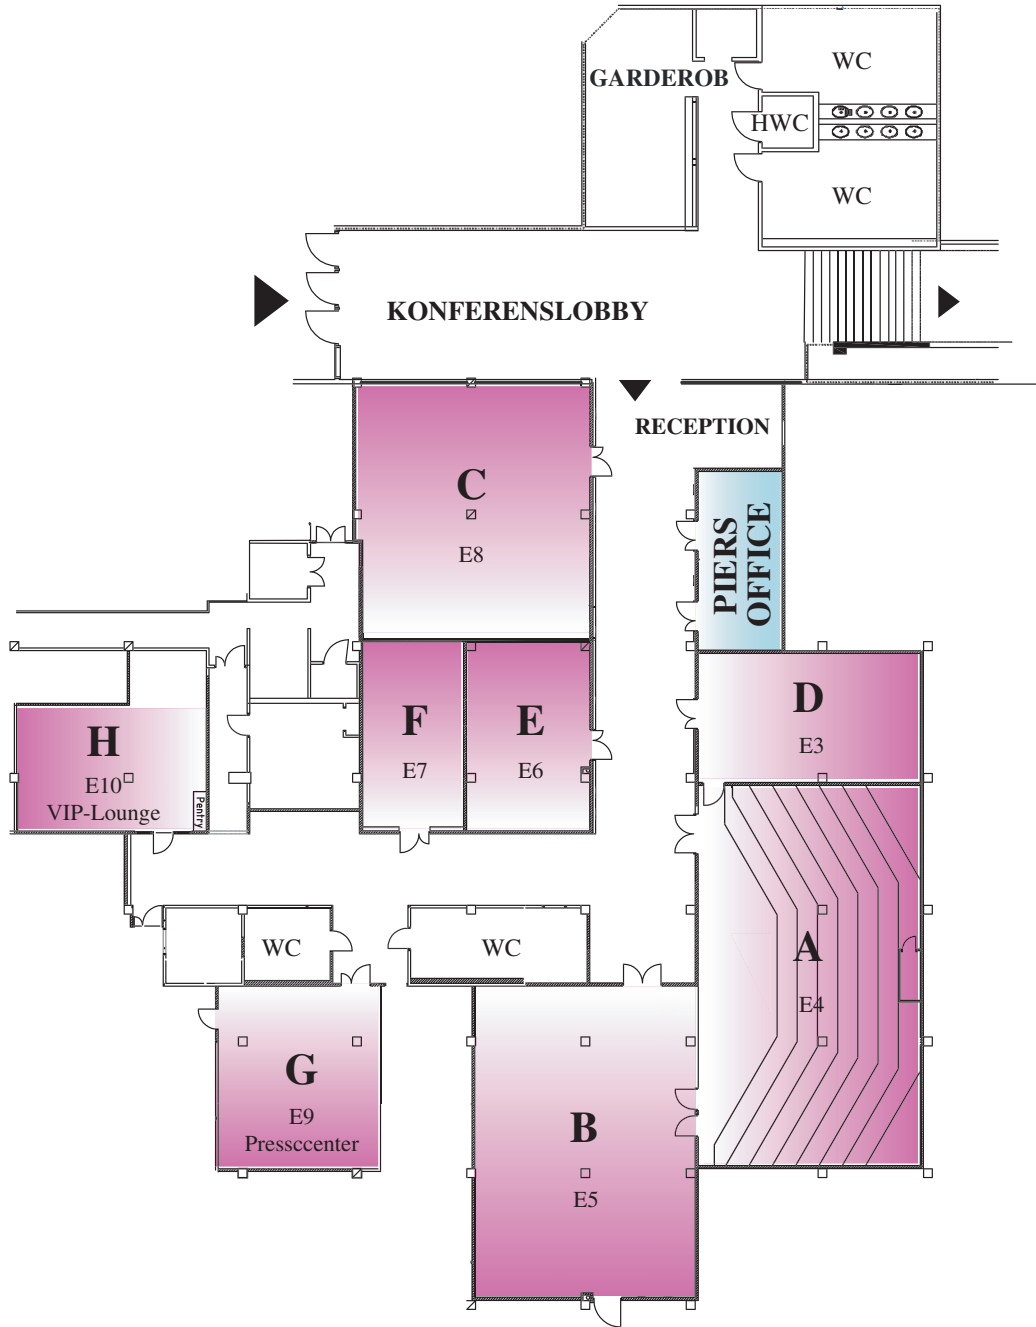 WC
GARDEROB
HWC
WC
KONFERENSLOBBY
RECEPTION
C
E8
PIERS
OFFICE
D
E3
F
E7
E
E6
H
E10
VIP-Lounge
Pentry
WC
WC
A
E4
G
E9
Pressccenter
B
E5